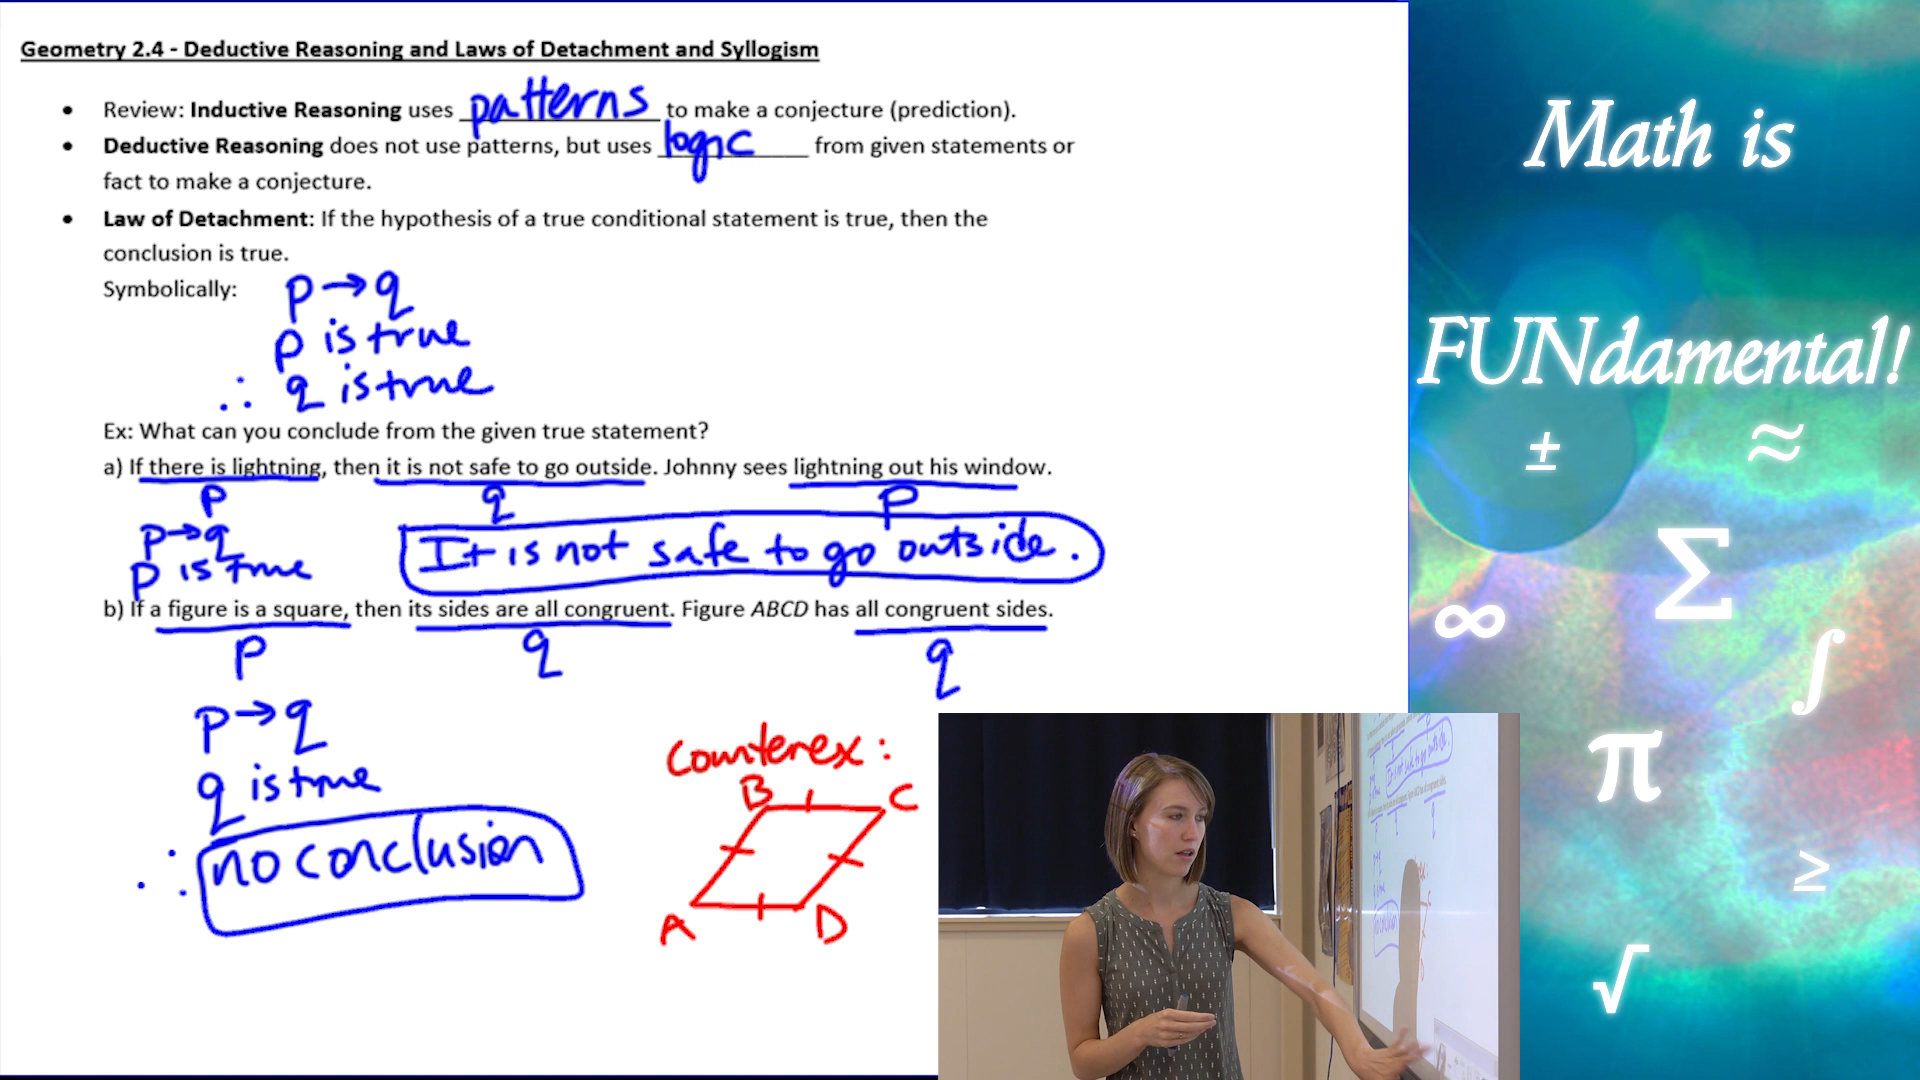 Geometry 2.4 - Deductive Reasoning and Laws of Detachment and Syllogism
• Review: Inductive Reasoning uses patterns to make a conjecture (prediction).
• Deductive Reasoning does not use patterns, but uses logic from given statements or
fact to make a conjecture.
• Law of Detachment: If the hypothesis of a true conditional statement is true, then the
conclusion is true.
Symbolically: p → q
p is true
∴ q is true
Ex: What can you conclude from the given true statement?
a) If there is lightning, then it is not safe to go outside. Johnny sees lightning out his window.
p q p
p → q
p is true
It is not safe to go outside.
b) If a figure is a square, then its sides are all congruent. Figure ABCD has all congruent sides.
p q q
p → q
q is true
∴ no conclusion
counterex:
B C
A D
Math is
FUNdamental!
± ≈
Σ
∞
∫
π
≥
√